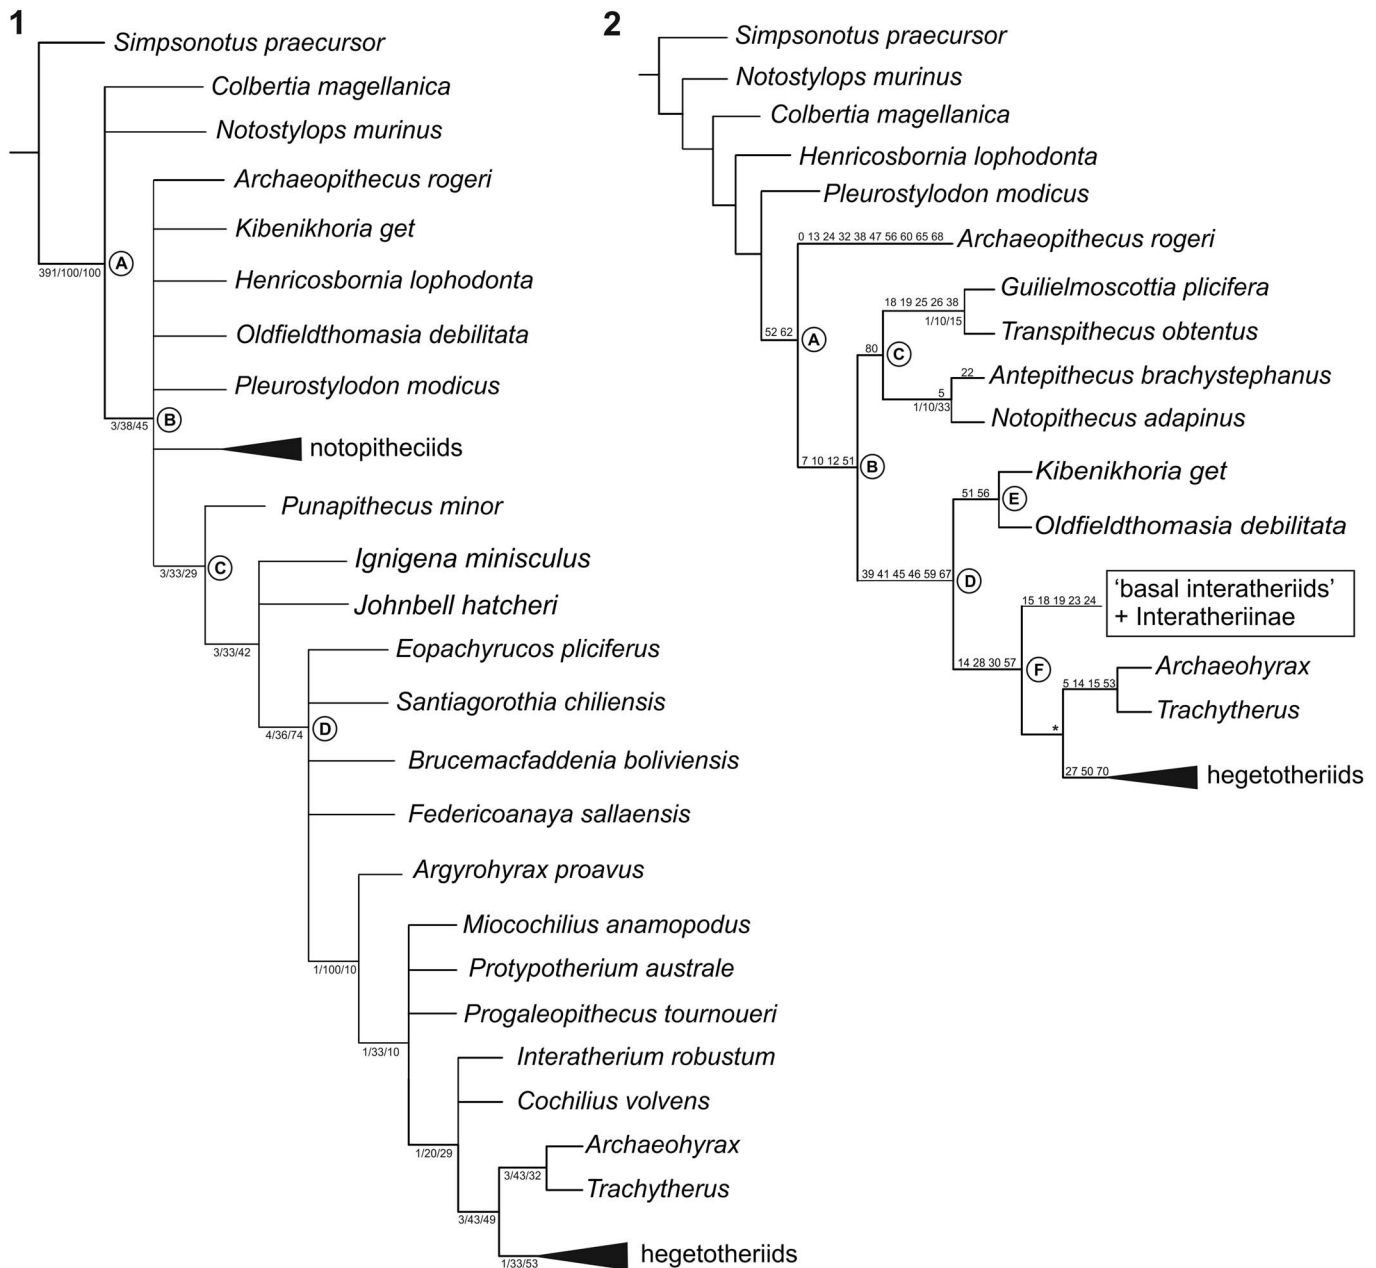 1
Simpsonotus praecursor
Colbertia magellanica
Notostylops murinus
Archaeopithecus rogeri
Kibenikhoria get
391/100/100
A
Henricosbornia lophodonta
Oldfieldthomasia debilitata
Pleurostylodon modicus
3/38/45
B
notopitheciids
Punapithecus minor
3/33/29
C
Ignigena minisculus
Johnbell hatcheri
3/33/42
Eopachyrucos pliciferus
Santiagorothia chiliensis
4/36/74
D
Brucemacfaddenia boliviensis
Federicoanaya sallaensis
Argyrohyrax proavus
Miocochilius anamopodus
1/100/10
Protypotherium australe
Progaleopithecus tournoueri
1/33/10
Interatherium robustum
Cochilius volvens
1/20/29
Archaeohyrax
3/43/32
Trachytherus
3/43/49
hegetotheriids
1/33/53
2
Simpsonotus praecursor
Notostylops murinus
Colbertia magellanica
Henricosbornia lophodonta
Pleurostylodon modicus
0 13 24 32 38 47 56 60 65 68
Archaeopithecus rogeri
Guilielmoscottia plicifera
18 19 25 26 38
1/10/15
Transpithecus obtentus
52 62
A
80
C
22
Antepithecus brachystephanus
5
1/10/33
Notopithecus adapinus
7 10 12 51
B
Kibenikhoria get
51 56
E
Oldfieldthomasia debilitata
39 41 45 46 59 67
D
15 18 19 23 24
‘basal interatheriids’
+ Interatheriinae
14 28 30 57
F
Archaeohyrax
5 14 15 53
Trachytherus
*
27 50 70
hegetotheriids